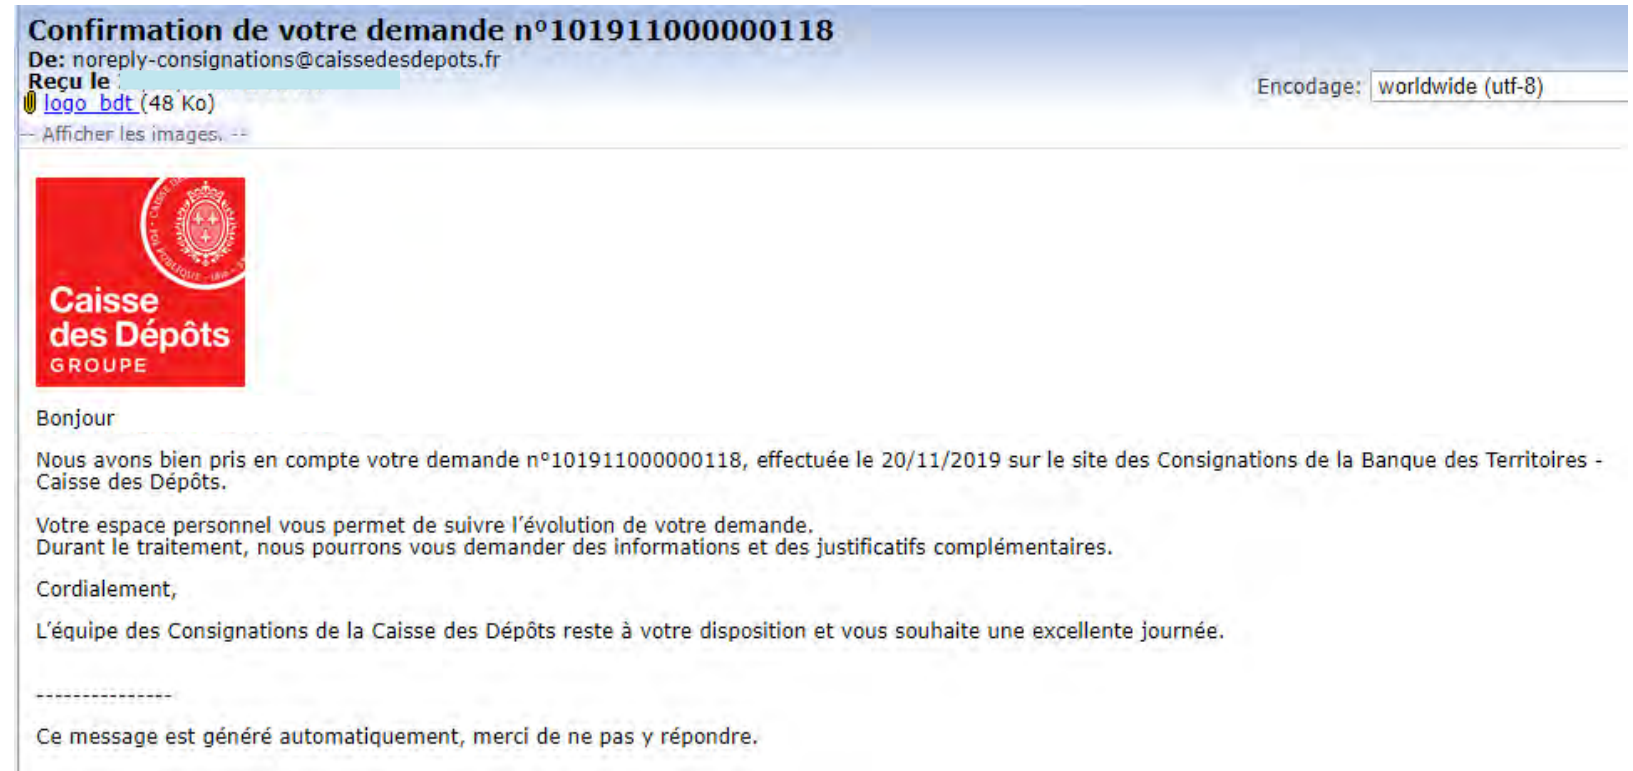 Confirmation de votre demande nº101911000000118
De: noreply-consignations@caissedesdepots.fr
Reçu le
Encodage: worldwide (utf-8)
logo_bdt (48 Ko)
-- Afficher les images. --
Caisse
des Dépôts
GROUPE
Bonjour
Nous avons bien pris en compte votre demande nº101911000000118, effectuée le 20/11/2019 sur le site des Consignations de la Banque des Territoires -
Caisse des Dépôts.
Votre espace personnel vous permet de suivre l'évolution de votre demande.
Durant le traitement, nous pourrons vous demander des informations et des justificatifs complémentaires.
Cordialement,
L'équipe des Consignations de la Caisse des Dépôts reste à votre disposition et vous souhaite une excellente journée.
---------------
Ce message est généré automatiquement, merci de ne pas y répondre.